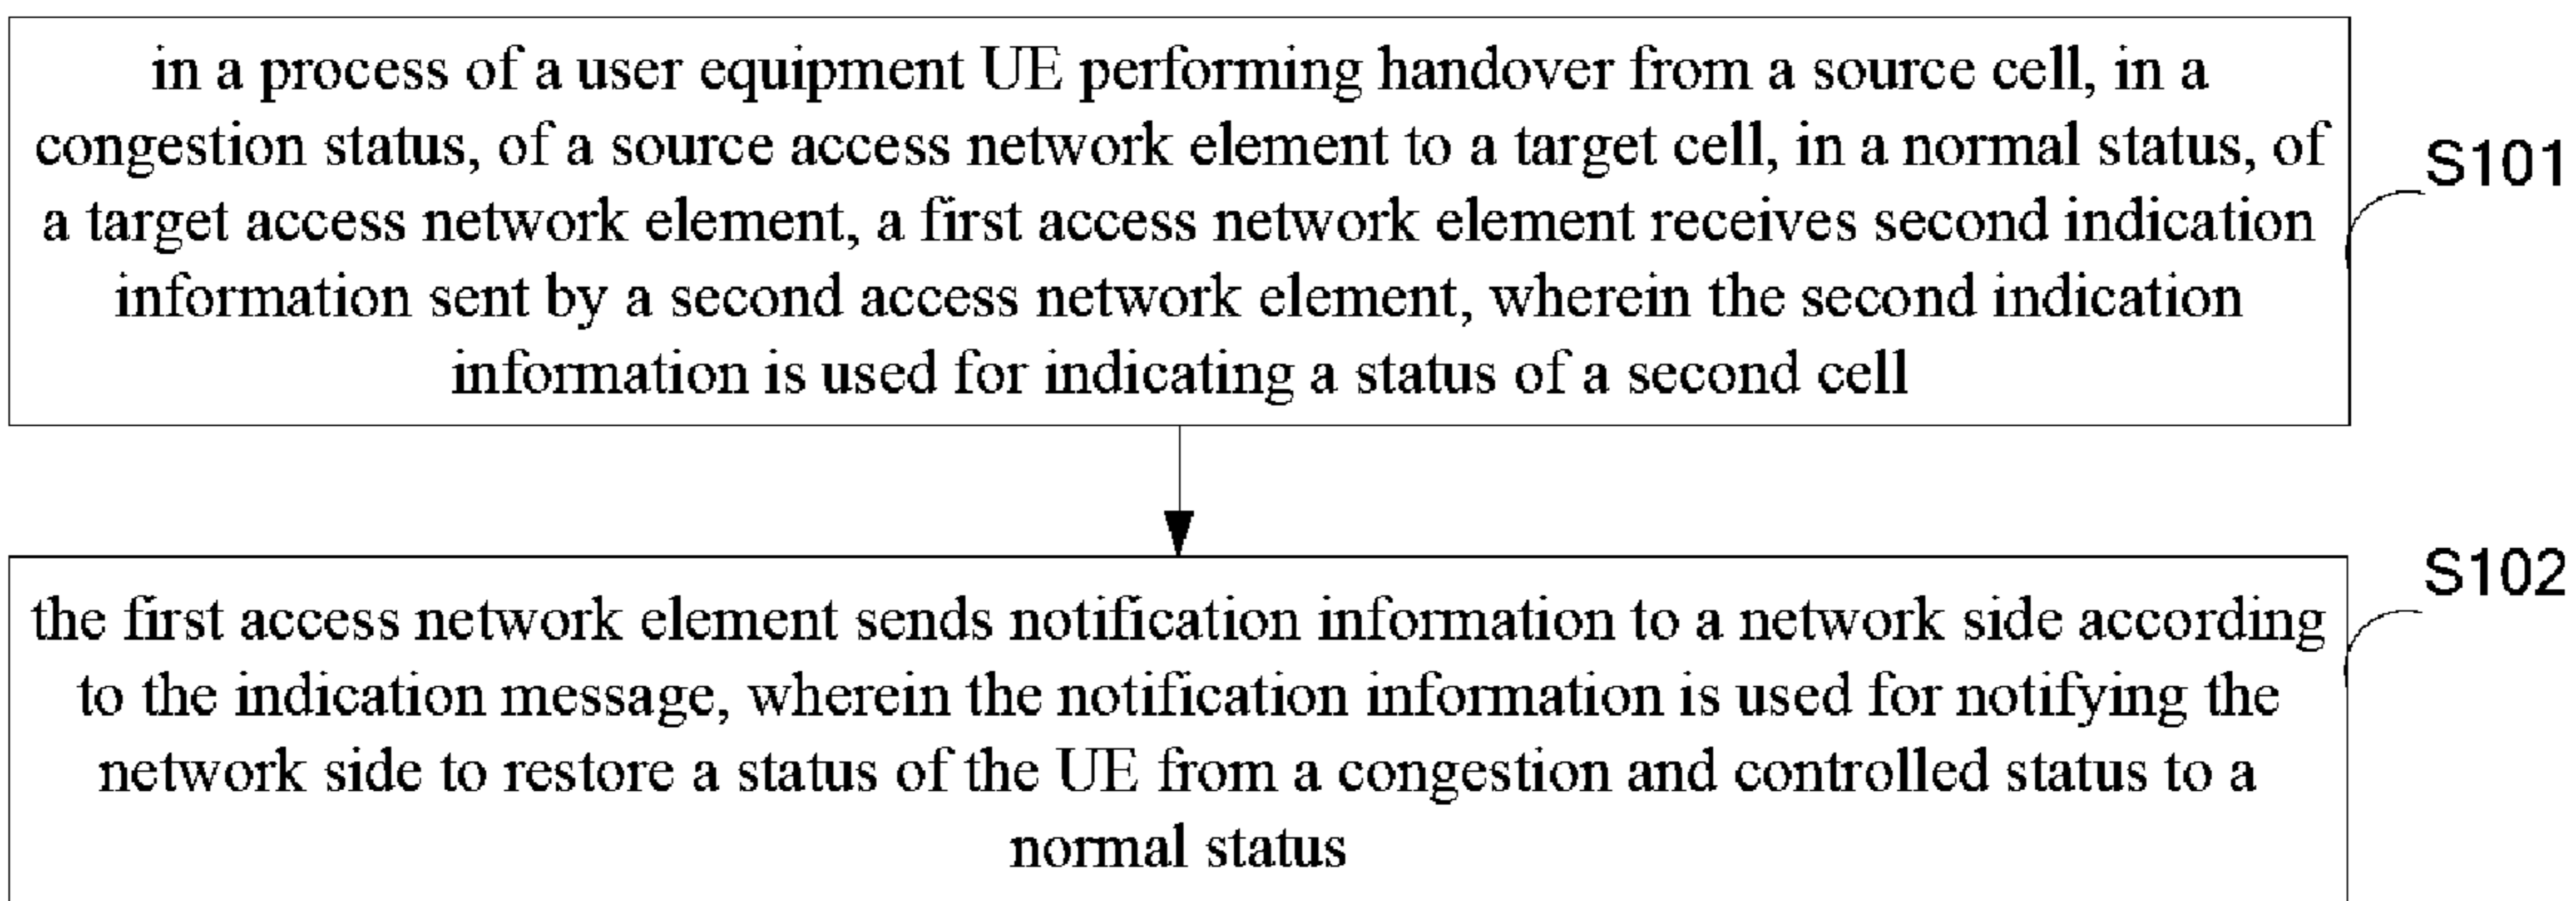 in a process of a user equipment UE performing handover from a source cell, in a
congestion status, of a source access network element to a target cell, in a normal status, of
a target access network element, a first access network element receives second indication
information sent by a second access network element, wherein the second indication
information is used for indicating a status of a second cell
S101
the first access network element sends notification information to a network side according
to the indication message, wherein the notification information is used for notifying the
network side to restore a status of the UE from a congestion and controlled status to a
normal status
S102